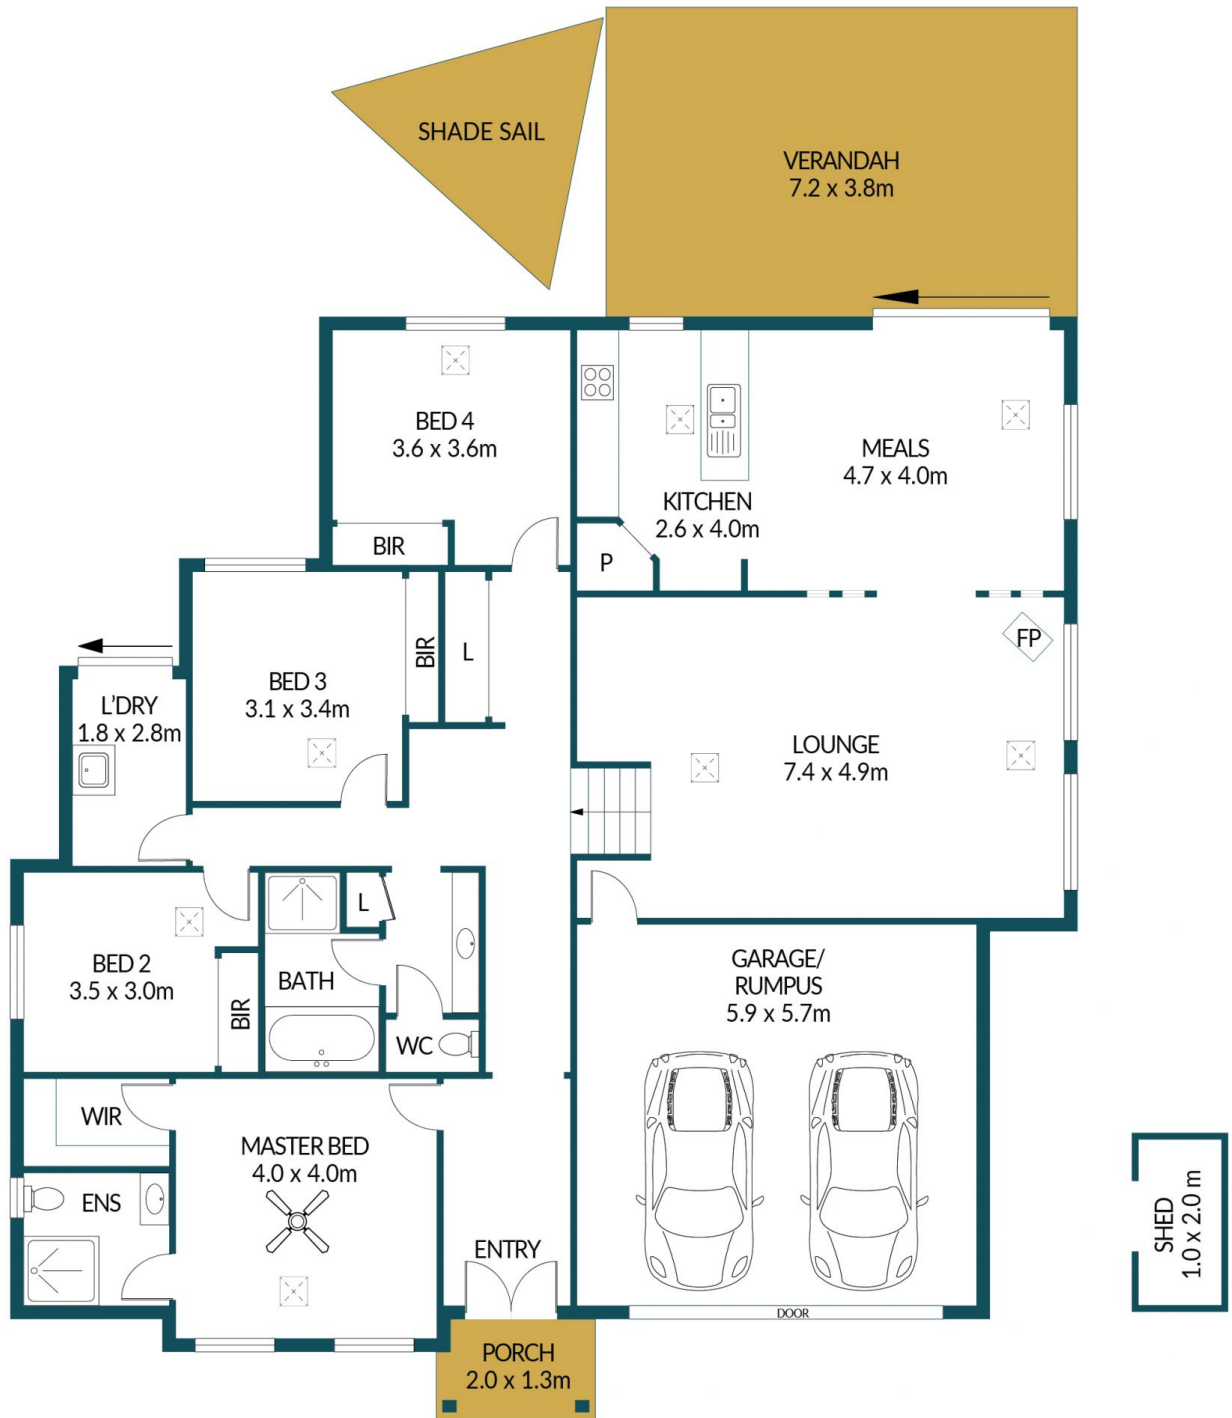 SHADE SAIL
VERANDAH
7.2 x 3.8m
BED 4
3.6 x 3.6m
BIR
KITCHEN
2.6 x 4.0m
P
MEALS
4.7 x 4.0m
BED 3
3.1 x 3.4m
BIR
L
L'DRY
1.8 x 2.8m
FP
LOUNGE
7.4 x 4.9m
BED 2
3.5 x 3.0m
BIR
L
BATH
WC
GARAGE/
RUMPUS
5.9 x 5.7m
WIR
MASTER BED
4.0 x 4.0m
ENS
ENTRY
DOOR
PORCH
2.0 x 1.3m
SHED
1.0 x 2.0 m